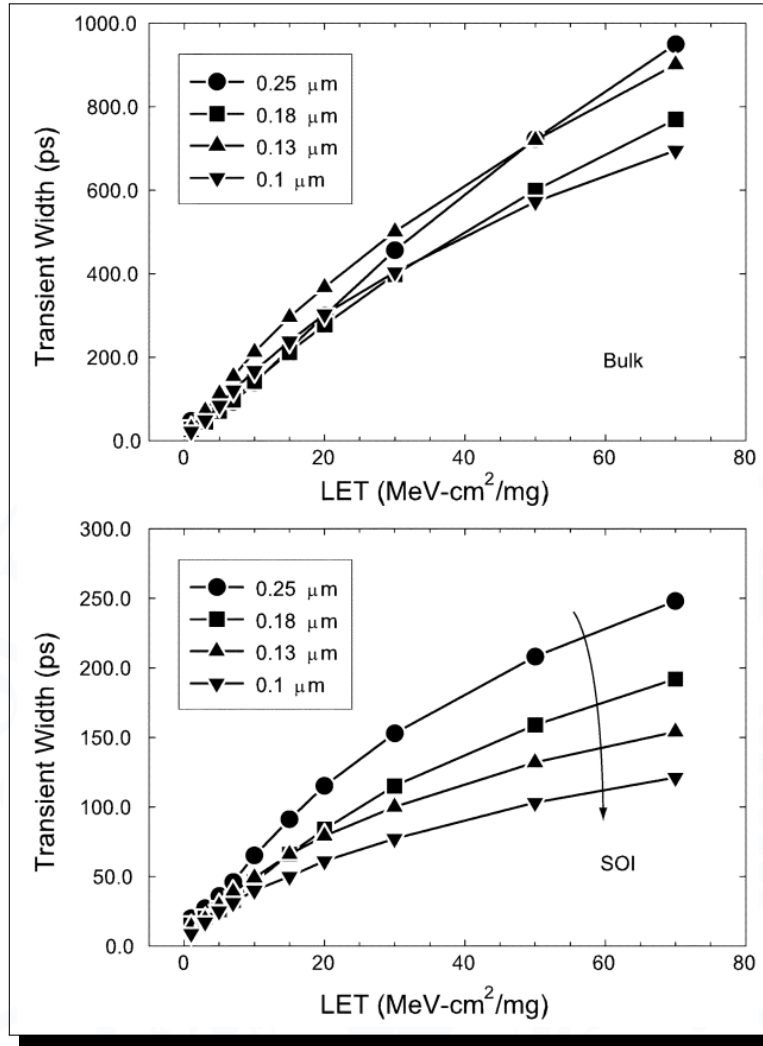 1000.0
800.0
600.0
400.0
200.0
0.0
Transient Width (ps)
0.25 μm
0.18 μm
0.13 μm
0.1 μm
Bulk
0 20 40 60 80
LET (MeV-cm²/mg)
300.0
250.0
200.0
150.0
100.0
50.0
0.0
Transient Width (ps)
0.25 μm
0.18 μm
0.13 μm
0.1 μm
SOI
0 20 40 60 80
LET (MeV-cm²/mg)